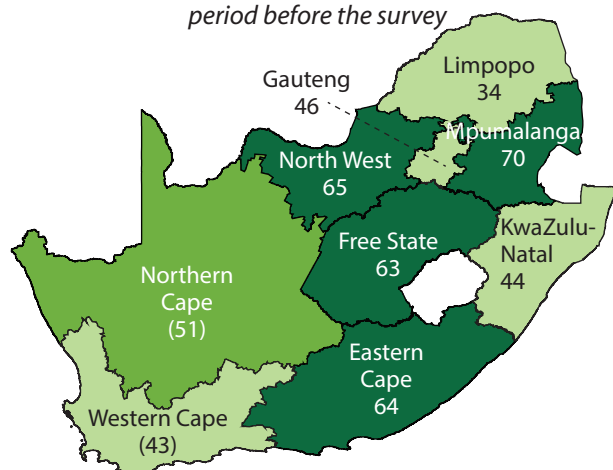 period before the survey
Limpopo
34
Gauteng
46
Mpumalanga
70
North West
65
KwaZulu-
Natal
44
Free State
63
Northern
Cape
(51)
Eastern
Cape
64
Western Cape
(43)